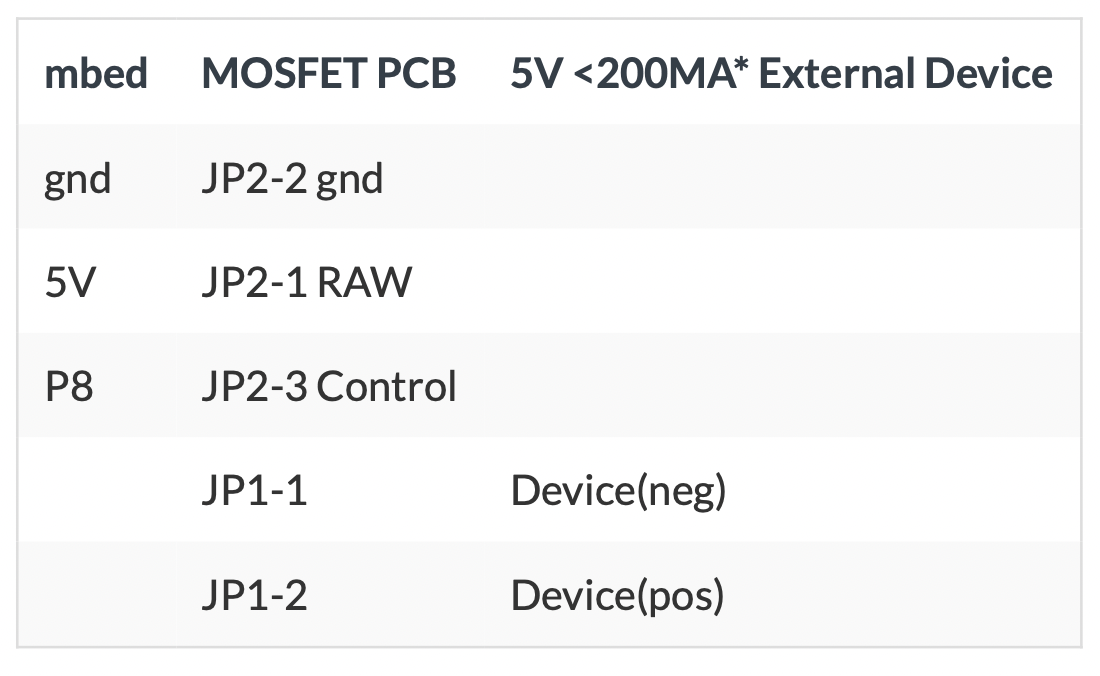 mbed MOSFET PCB 5V <200MA* External Device
gnd JP2-2 gnd
5V JP2-1 RAW
P8 JP2-3 Control
JP1-1 Device(neg)
JP1-2 Device(pos)